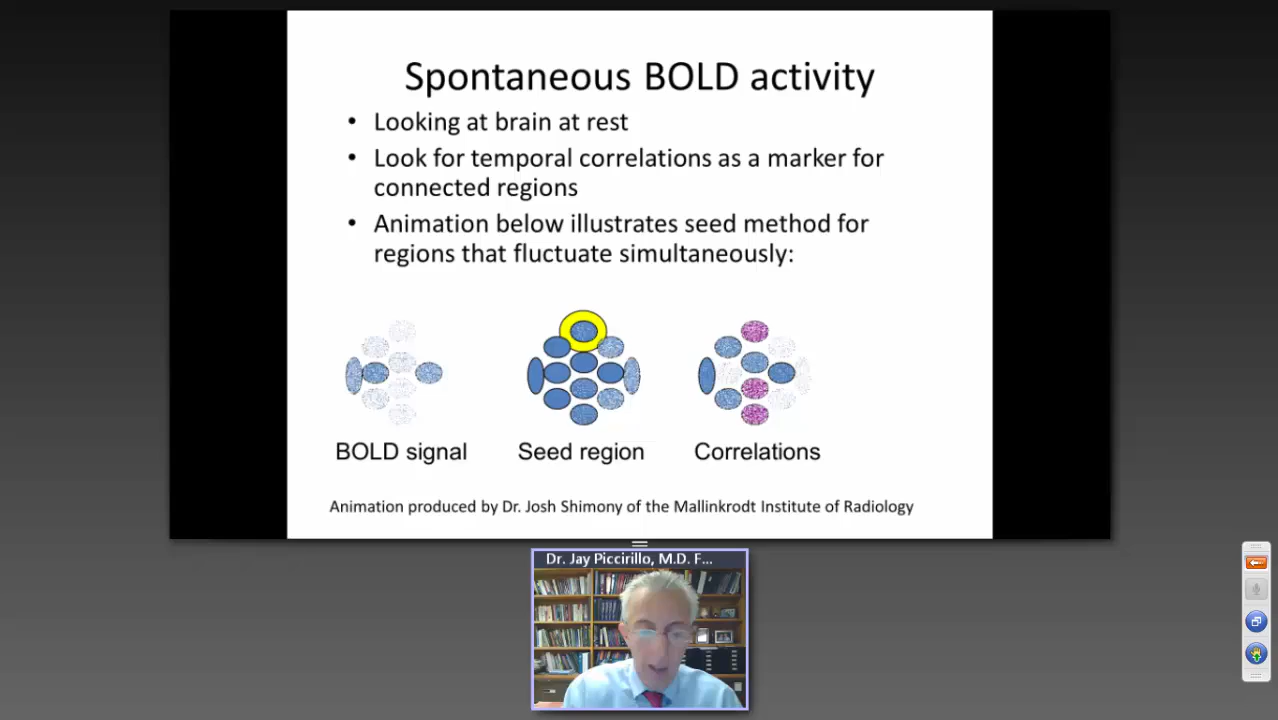 Spontaneous BOLD activity
• Looking at brain at rest
• Look for temporal correlations as a marker for
connected regions
• Animation below illustrates seed method for
regions that fluctuate simultaneously:
BOLD signal
Seed region
Correlations
Animation produced by Dr. Josh Shimony of the Mallinkrodt Institute of Radiology
Dr. Jay Piccirillo, M.D. F...